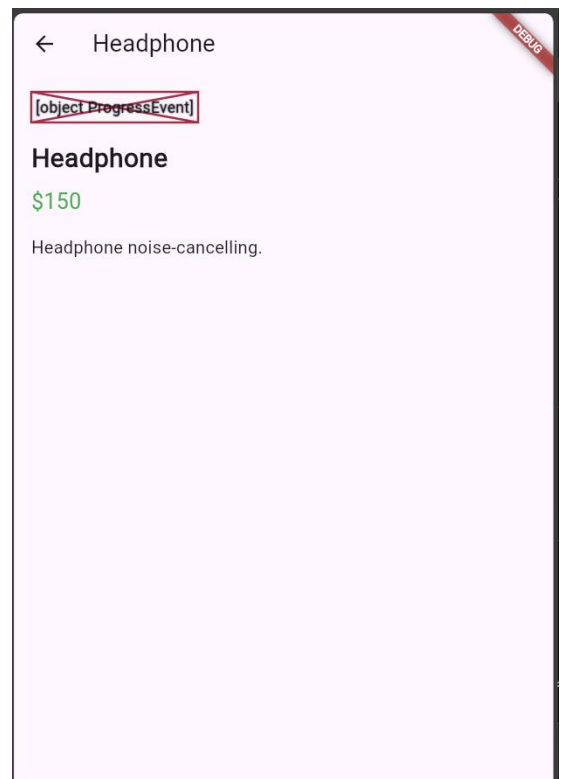 Headphone
DEBUG
[object ProgressEvent]
Headphone
$150
Headphone noise-cancelling.